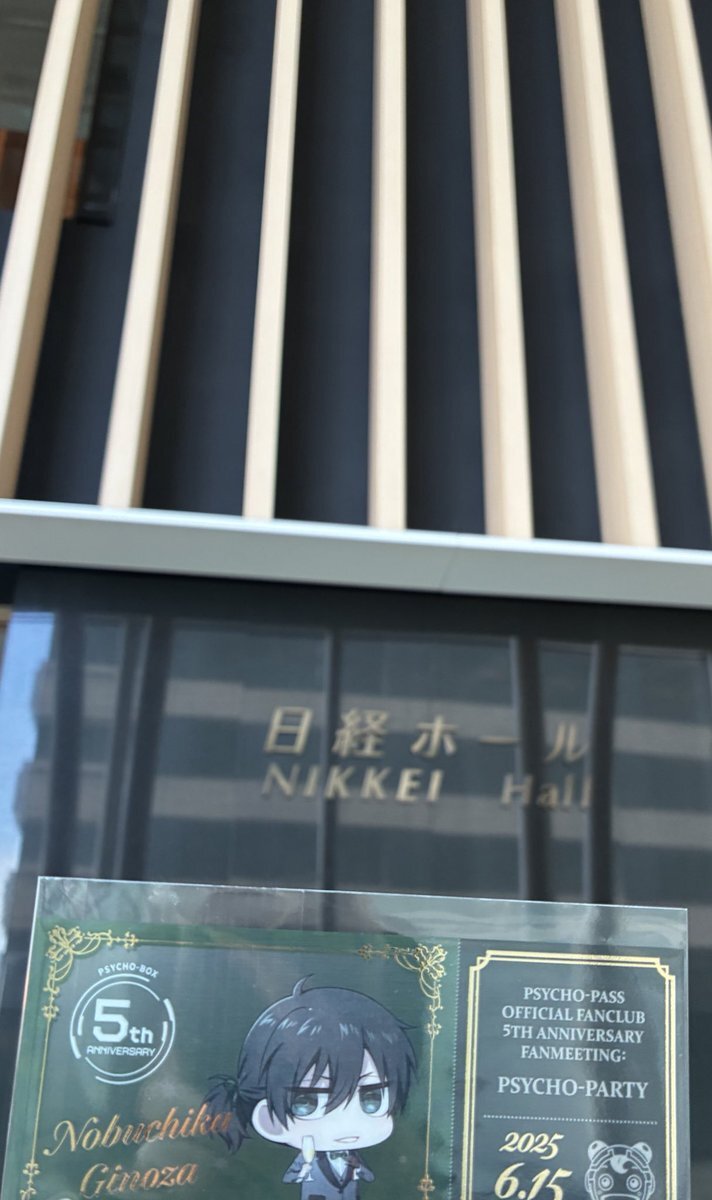 日経ホール
NIKKEI Hall
PSYCHO-BOX
5th
ANNIVERSARY
Nobuchika
Ginoza
PSYCHO-PASS
OFFICIAL FANCLUB
5TH ANNIVERSARY
FANMEETING:
PSYCHO-PARTY
2025
6.15